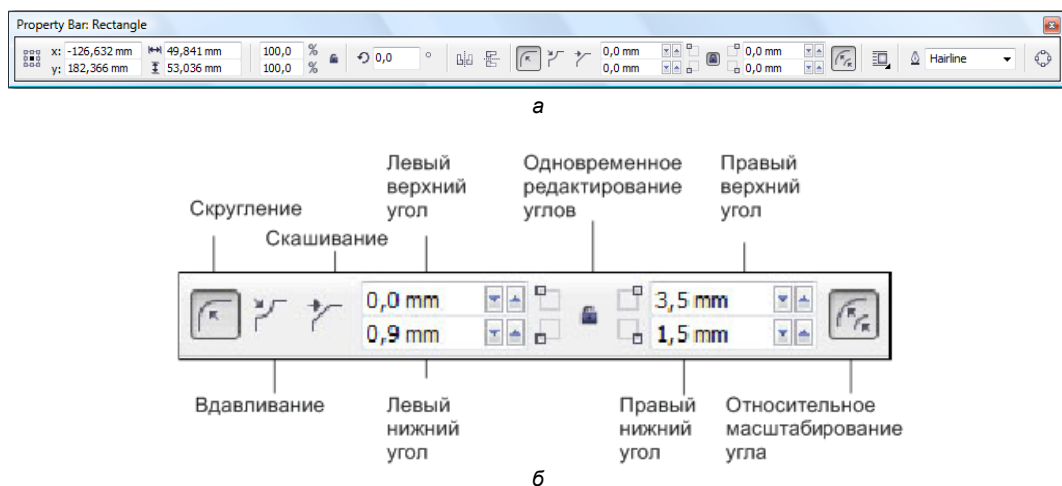 Property Bar: Rectangle
x: -126,632 mm 49,841 mm 100,0 % 0,0 ° 0,0 mm 0,0 mm Hairline
y: 182,366 mm 53,036 mm 100,0 % 0,0 mm 0,0 mm
а
Левый верхний угол
Одновременное редактирование углов
Правый верхний угол
Скругление
Скашивание
0,0 mm 3,5 mm
0,9 mm 1,5 mm
Вдавливание
Левый нижний угол
Правый нижний угол
Относительное масштабирование угла
б